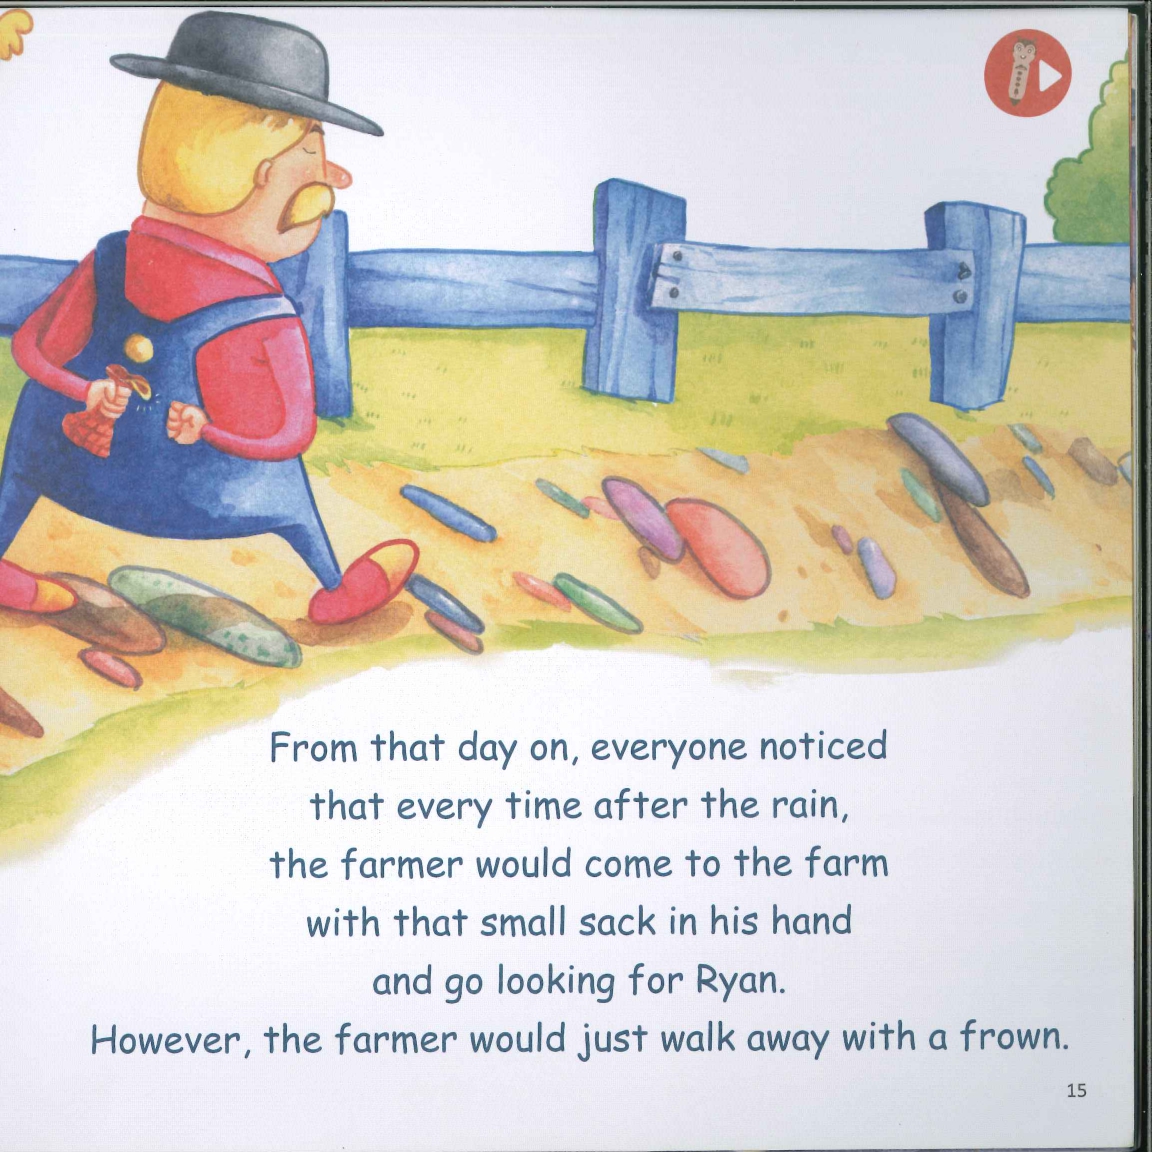 From that day on, everyone noticed
that every time after the rain,
the farmer would come to the farm
with that small sack in his hand
and go looking for Ryan.
However, the farmer would just walk away with a frown.
15